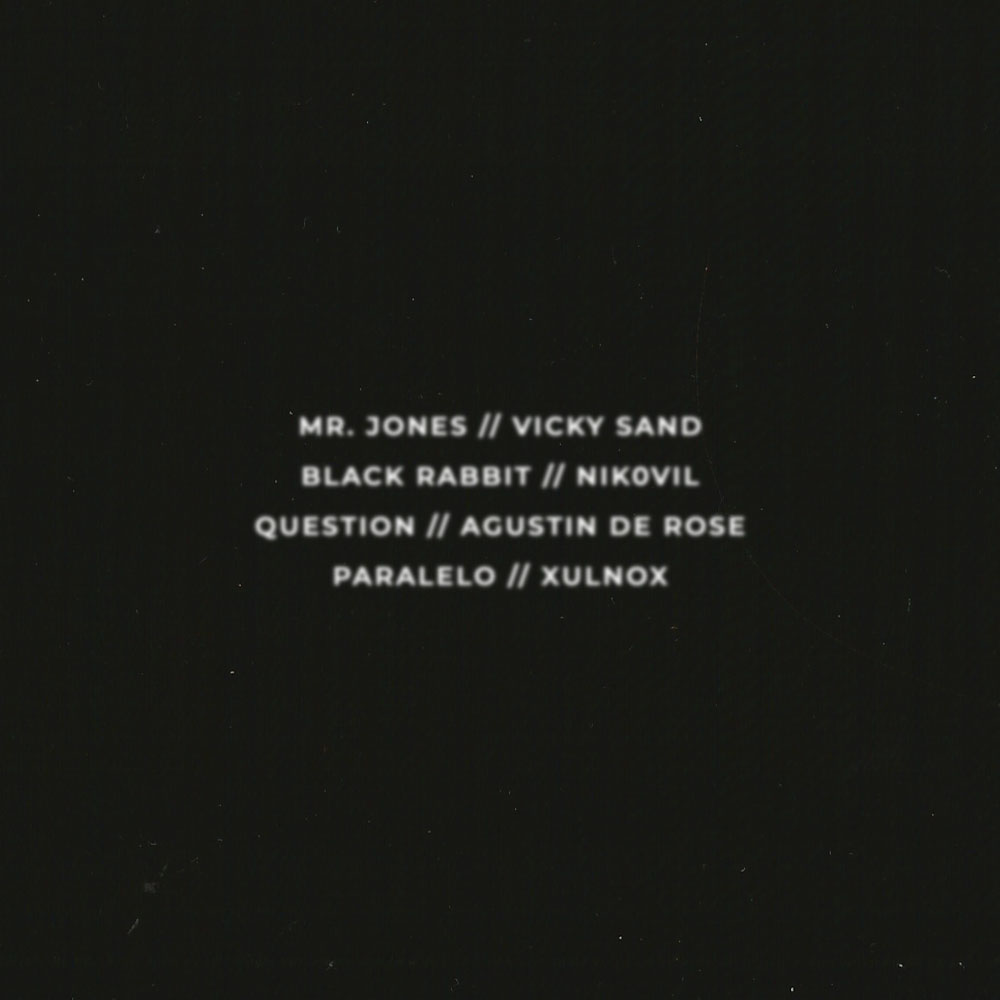 MR. JONES // VICKY SAND
BLACK RABBIT // NIK0VIL
QUESTION // AGUSTIN DE ROSE
PARALELO // XULNOX